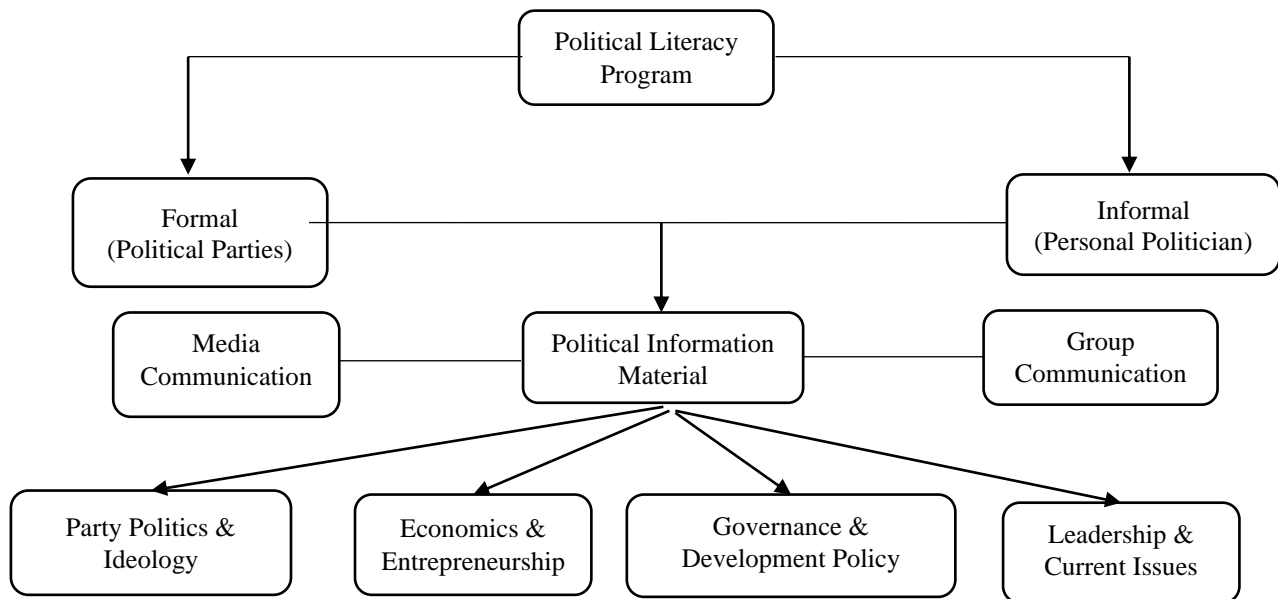 Political Literacy
Program
Formal
(Political Parties)
Informal
(Personal Politician)
Media
Communication
Political Information
Material
Group
Communication
Party Politics &
Ideology
Economics &
Entrepreneurship
Governance &
Development Policy
Leadership &
Current Issues